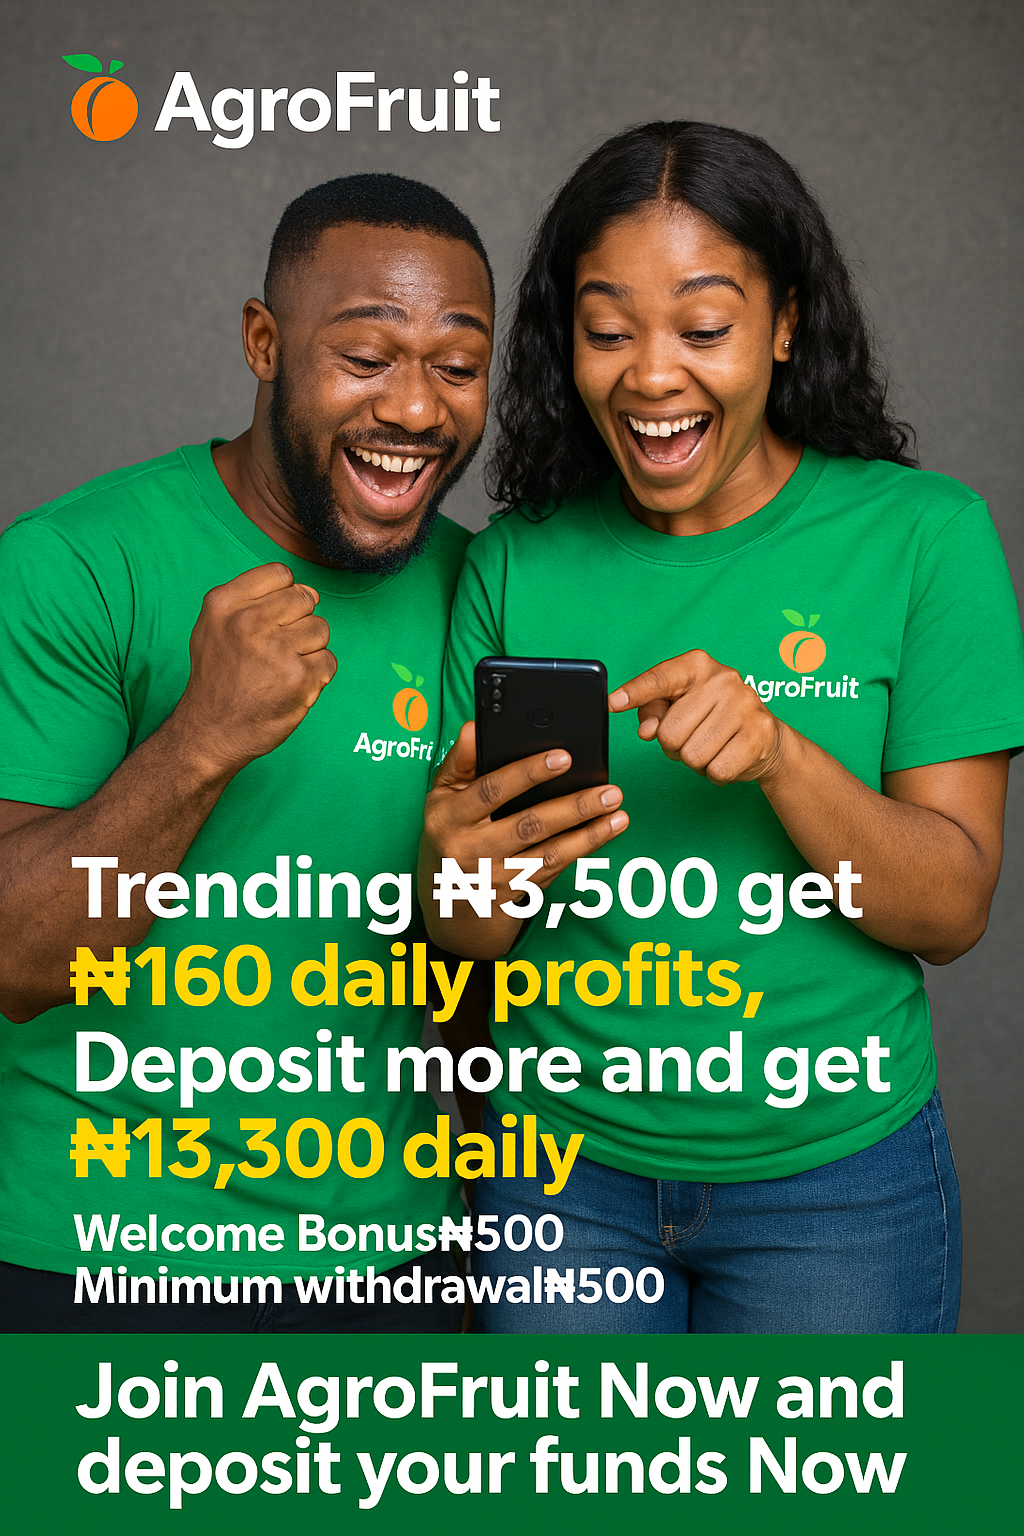 AgroFruit
AgroFruit
AgroFr
Trending ₦3,500 get
₦160 daily profits,
Deposit more and get
₦13,300 daily
Welcome Bonus₦500
Minimum withdrawal₦500
Join AgroFruit Now and
deposit your funds Now